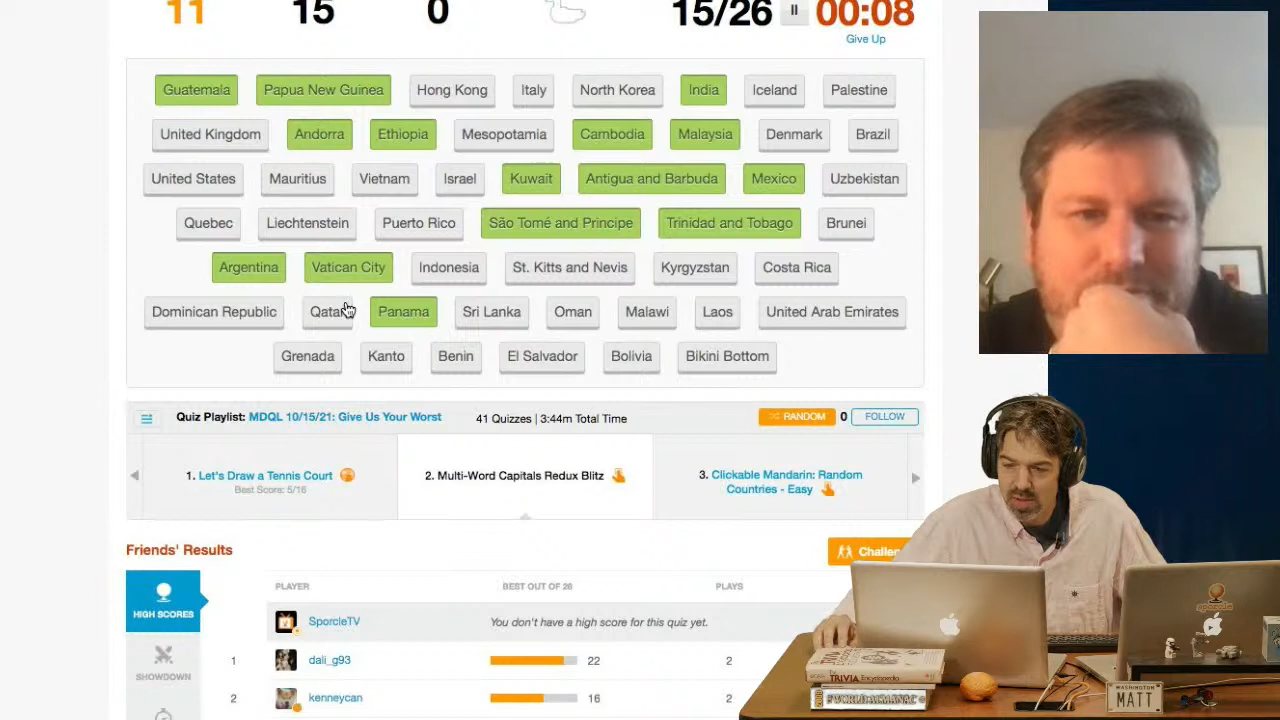 11 15 0 15/26 00:08
Give Up
Guatemala Papua New Guinea Hong Kong Italy North Korea India Iceland Palestine
United Kingdom Andorra Ethiopia Mesopotamia Cambodia Malaysia Denmark Brazil
United States Mauritius Vietnam Israel Kuwait Antigua and Barbuda Mexico Uzbekistan
Quebec Liechtenstein Puerto Rico São Tomé and Principe Trinidad and Tobago Brunei
Argentina Vatican City Indonesia St. Kitts and Nevis Kyrgyzstan Costa Rica
Dominican Republic Qatar Panama Sri Lanka Oman Malawi Laos United Arab Emirates
Grenada Kanto Benin El Salvador Bolivia Bikini Bottom
Quiz Playlist: MDQL 10/15/21: Give Us Your Worst 41 Quizzes | 3:44m Total Time RANDOM 0 FOLLOW
1. Let's Draw a Tennis Court
Best Score: 5/16
2. Multi-Word Capitals Redux Blitz
3. Clickable Mandarin: Random
Countries - Easy
Friends' Results
PLAYER BEST OUT OF 26 PLAYS
HIGH SCORES
SporcleTV You don't have a high score for this quiz yet.
1 dali_g93 22 2
SHOWDOWN
2 kenneycan 16 2
sporcle
TRIVIA Encyclopedia
WORLD ALMANAC
WASHINGTON
MATT